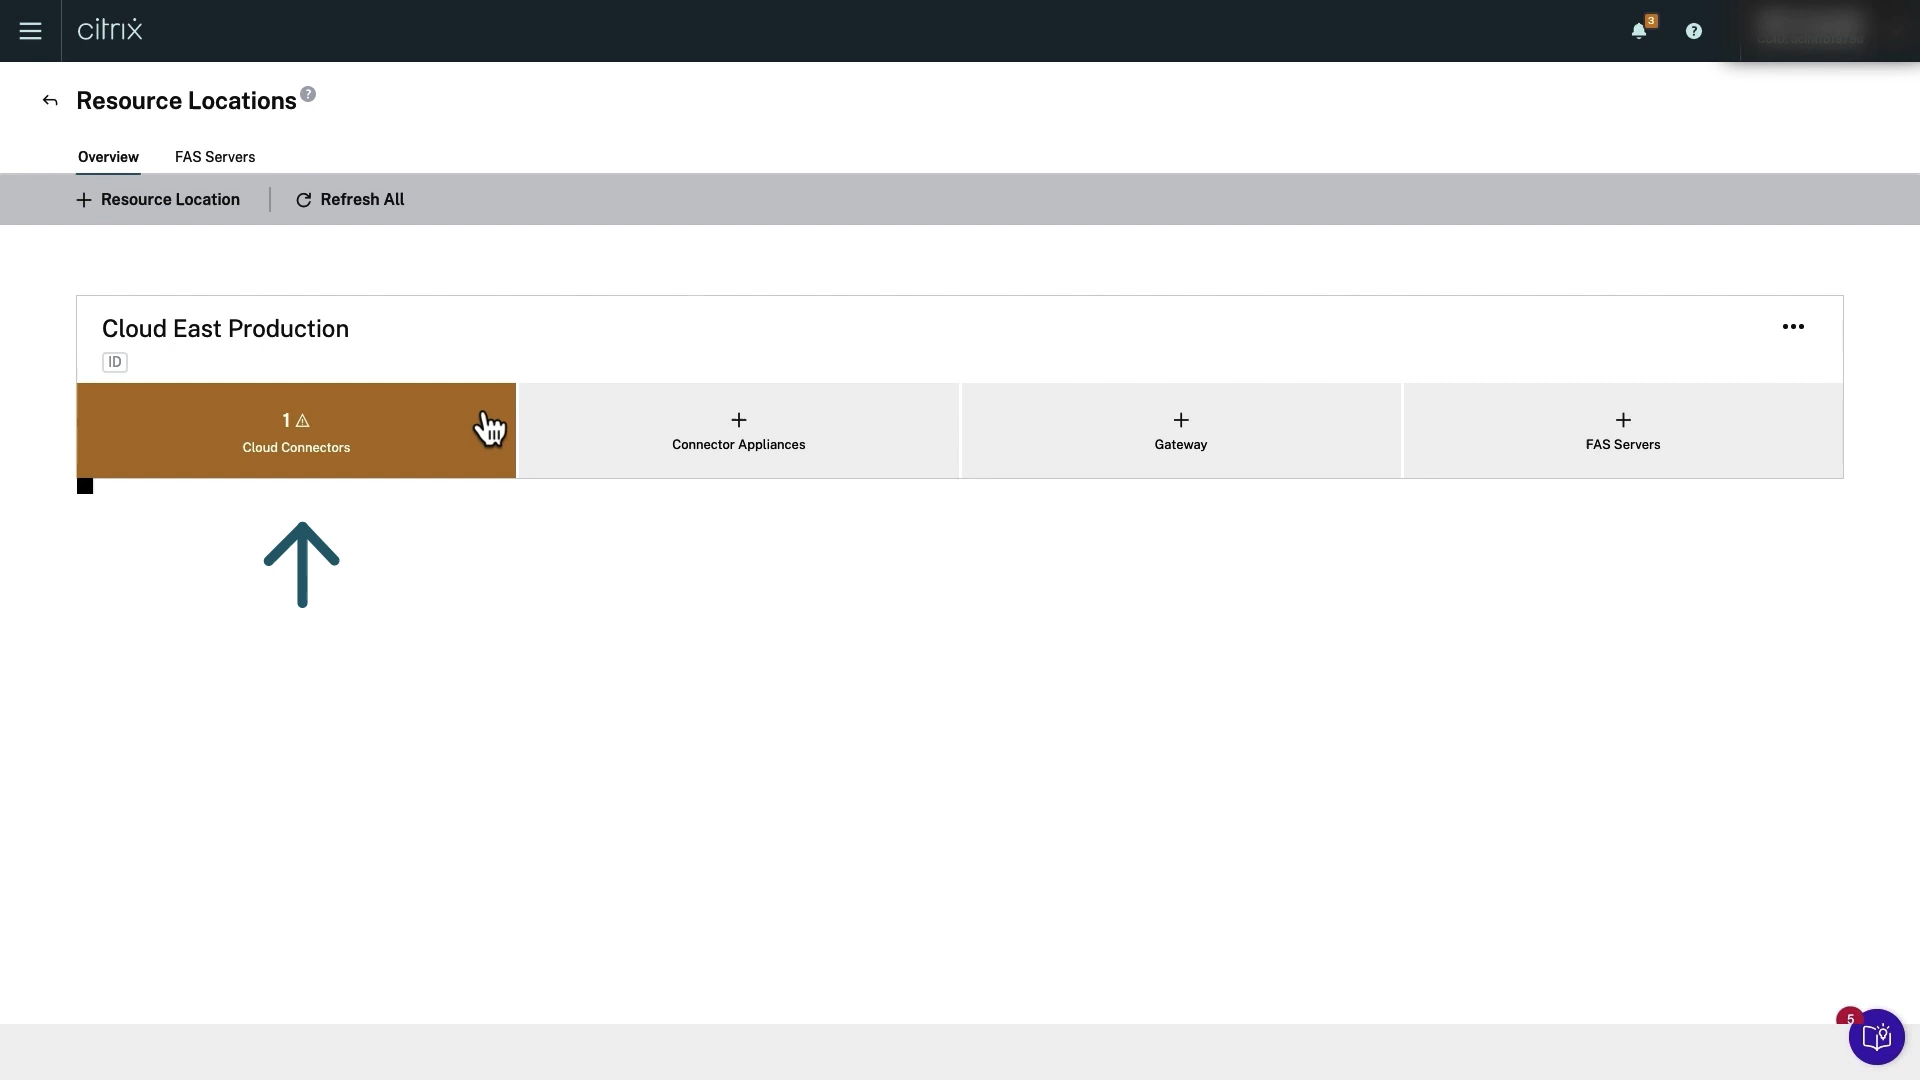 citrix
3
?
Resource Locations ?
Overview FAS Servers
+ Resource Location Refresh All
Cloud East Production
ID
1
Cloud Connectors
+
Connector Appliances
+
Gateway
+
FAS Servers
5